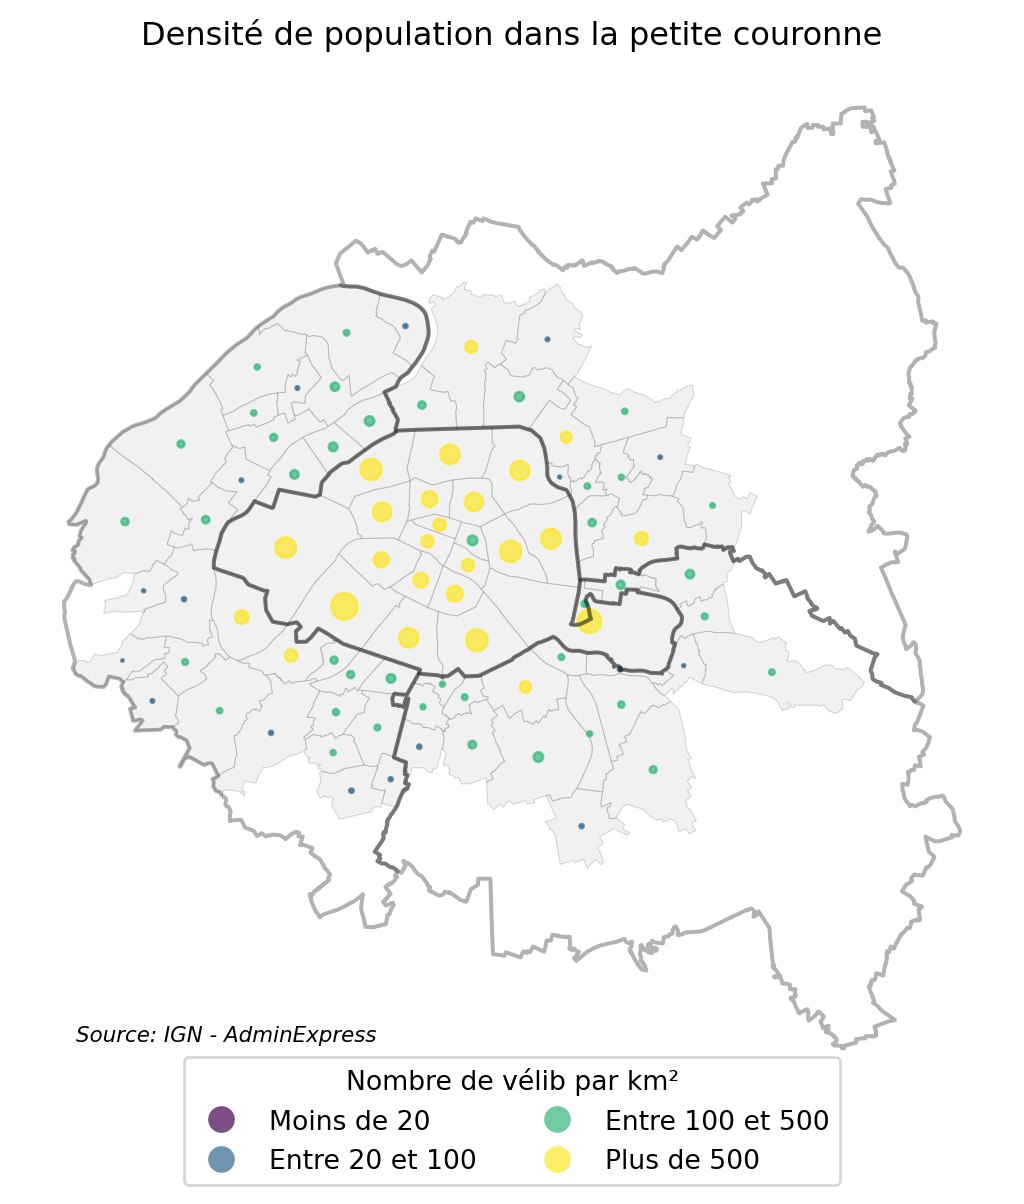 Densité de population dans la petite couronne
Source: IGN - AdminExpress
Nombre de vélib par km²
Moins de 20
Entre 20 et 100
Entre 100 et 500
Plus de 500